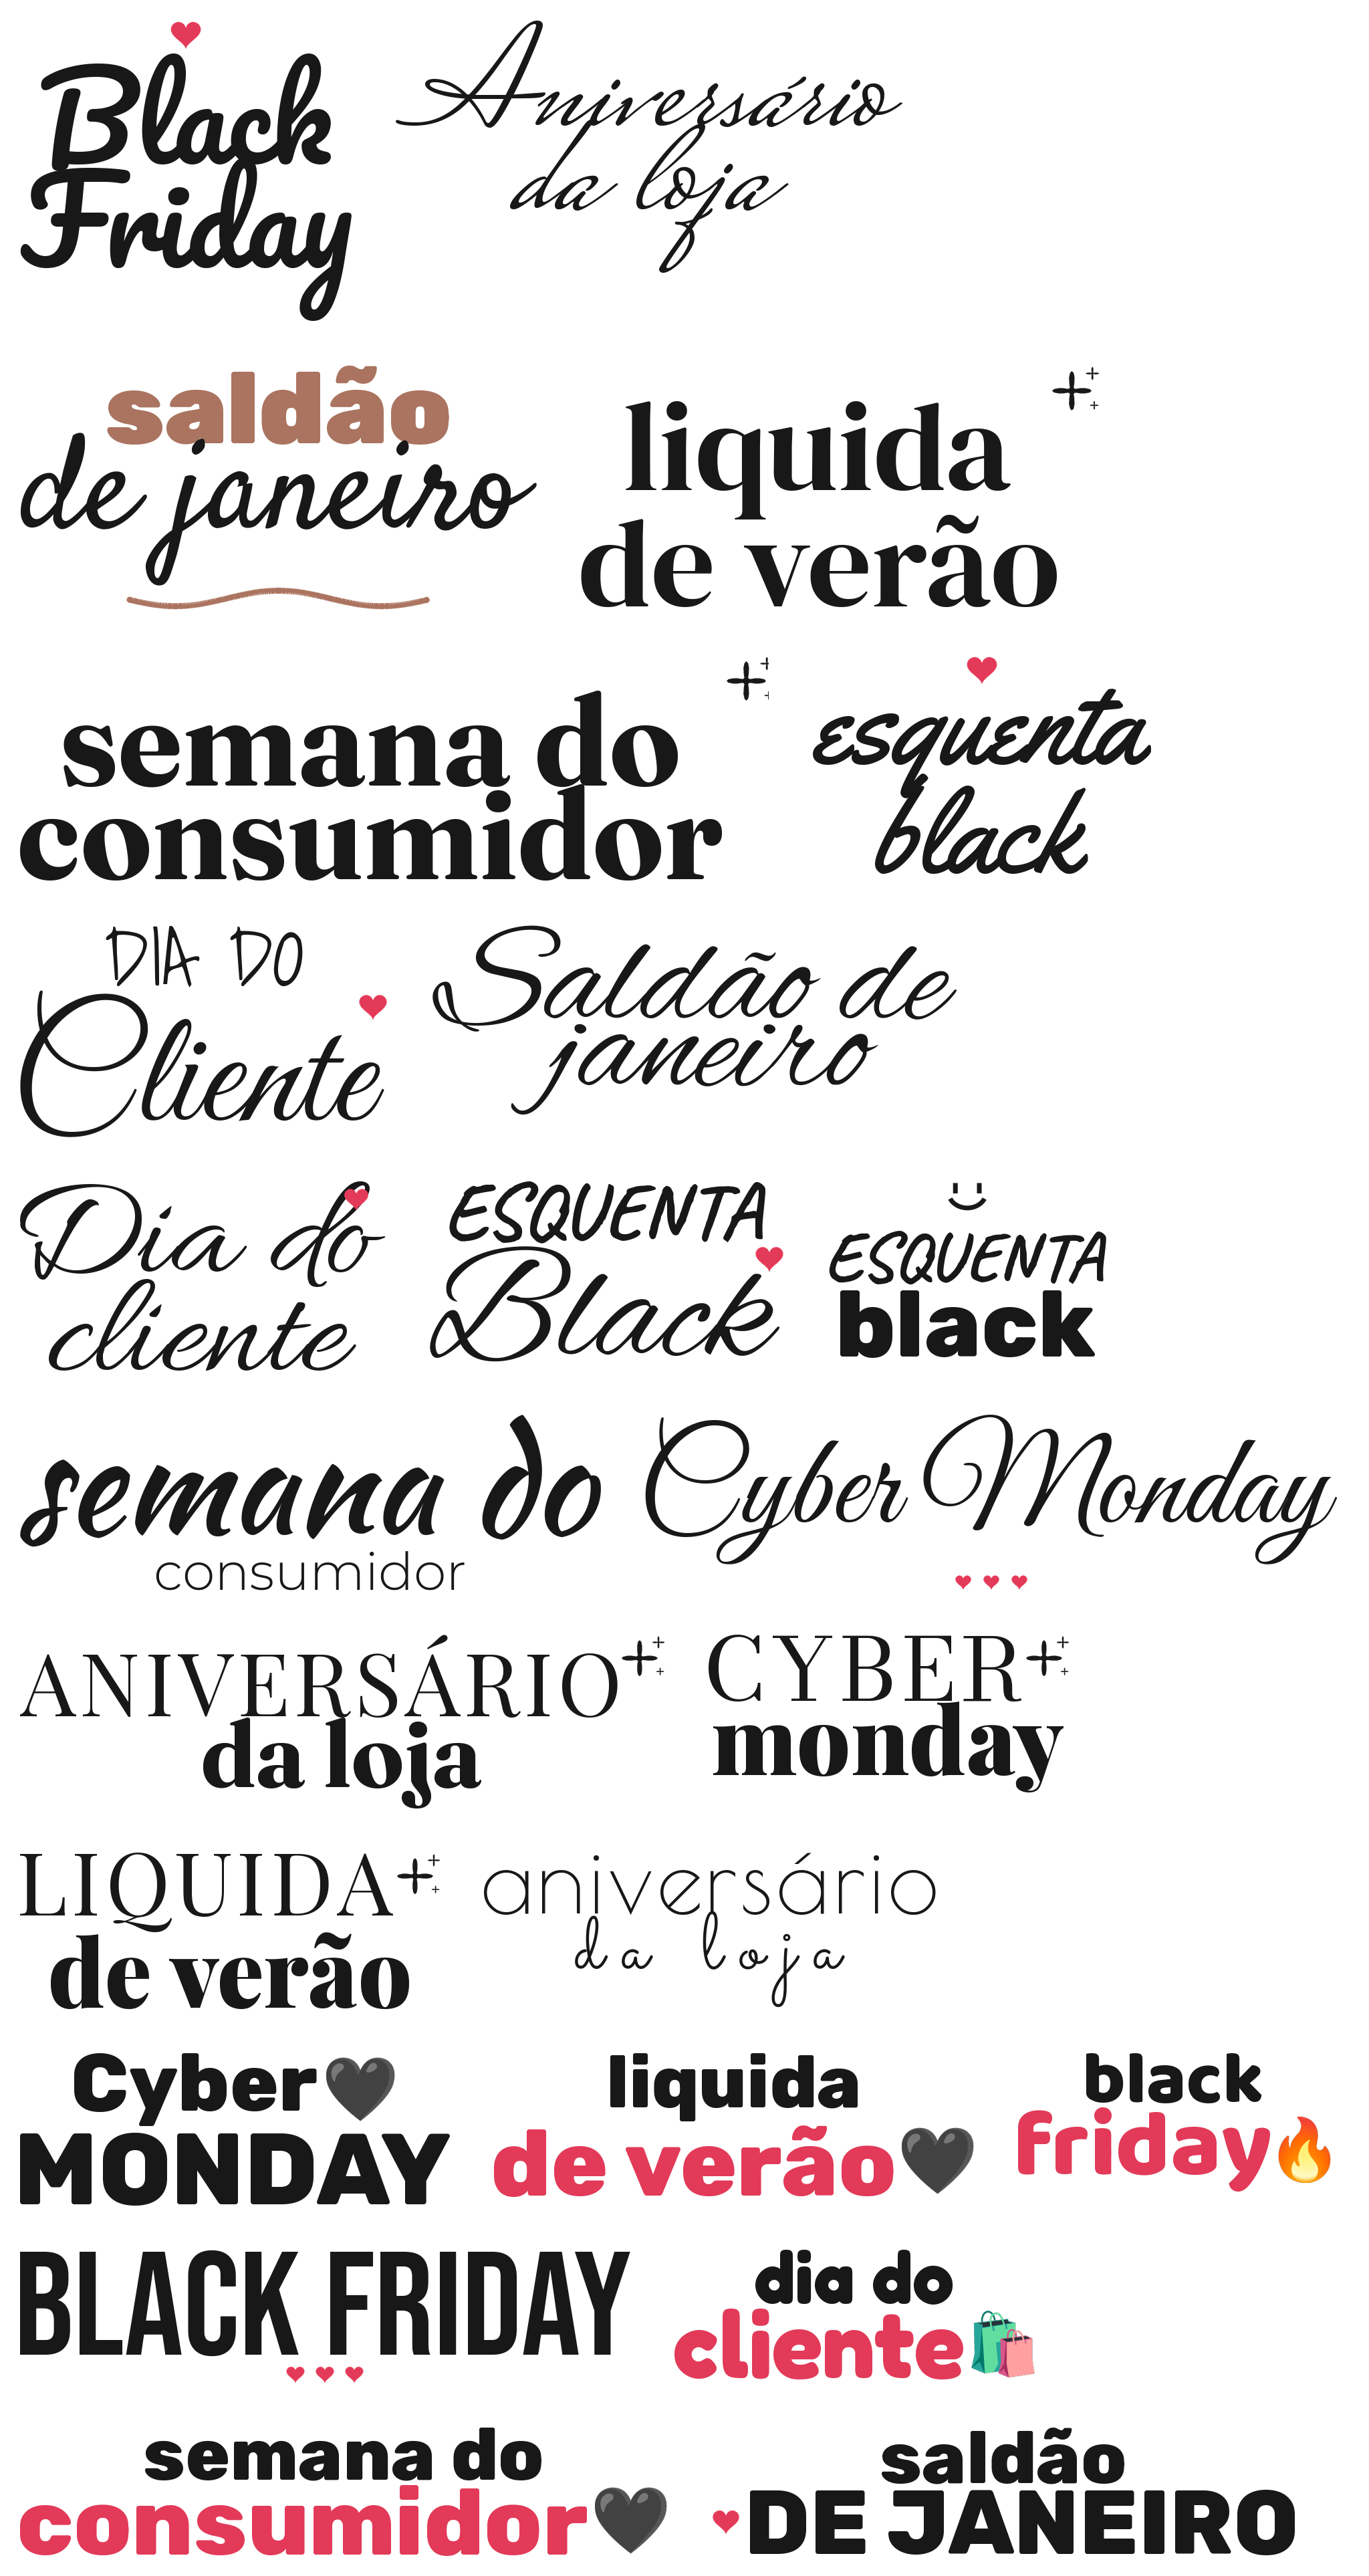 Black
Friday
Aniversário
da loja
saldão
de janeiro
liquida
de verão
semana do
consumidor
esquenta
black
DIA DO
Cliente
Saldão de
janeiro
Dia do
cliente
ESQUENTA
Black
ESQUENTA
black
semana do
consumidor
Cyber Monday
ANIVERSÁRIO
da loja
CYBER
monday
LIQUIDA
de verão
aniversário
da loja
Cyber🖤
MONDAY
liquida
de verão🖤
black
friday🔥
BLACK FRIDAY
dia do
cliente🛍️
semana do
consumidor🖤
saldão
DE JANEIRO